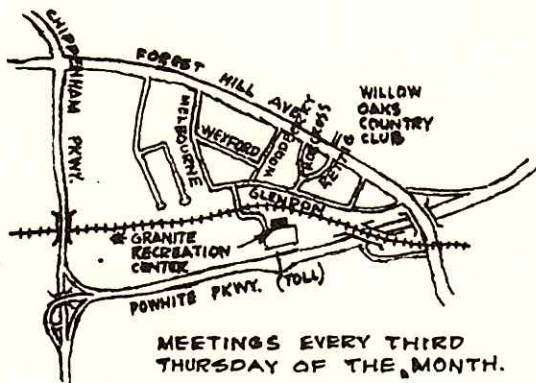 CHIPPENHAM PKWY.
FOREST HILL AVE
WILLOW
OAKS
COUNTRY
CLUB
MELBOURNE
WEYFORD
GLENDON
GRANITE
RECREATION
CENTER
POWHITE PKWY. (TOLL)
MEETINGS EVERY THIRD
THURSDAY OF THE MONTH.